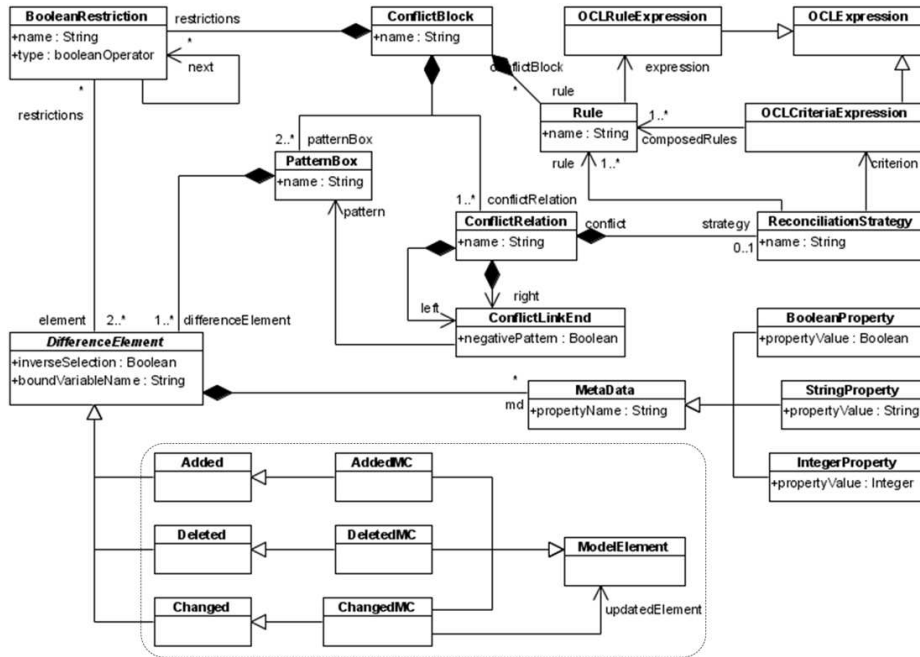 BooleanRestriction
+name : String
+type : booleanOperator
restrictions
*
next
*
restrictions
ConflictBlock
+name : String
conflictBlock
*
rule
OCLRuleExpression
expression
OCLExpression
Rule
+name : String
1..*
composedRules
OCLCriteriaExpression
rule
1..*
criterion
2..*
patternBox
PatternBox
+name : String
pattern
1..*
conflictRelation
ConflictRelation
+name : String
conflict
strategy
0..1
ReconciliationStrategy
+name : String
left
right
ConflictLinkEnd
+negativePattern : Boolean
element
2..*
1..*
differenceElement
DifferenceElement
+inverseSelection : Boolean
+boundVariableName : String
*
md
MetaData
+propertyName : String
BooleanProperty
+propertyValue : Boolean
StringProperty
+propertyValue : String
IntegerProperty
+propertyValue : Integer
Added
AddedMC
Deleted
DeletedMC
ModelElement
Changed
ChangedMC
updatedElement